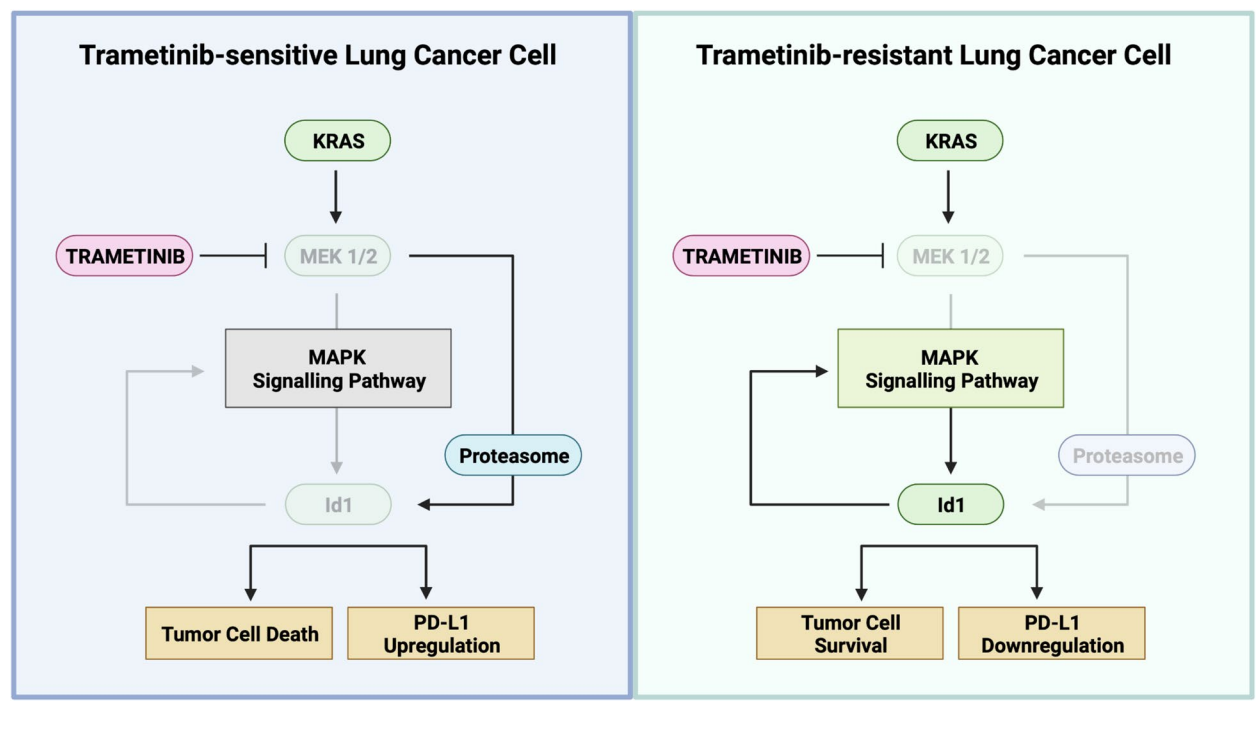 Trametinib-sensitive Lung Cancer Cell
KRAS
TRAMETINIB
MEK 1/2
MAPK
Signalling Pathway
Proteasome
Id1
Tumor Cell Death
PD-L1
Upregulation
Trametinib-resistant Lung Cancer Cell
KRAS
TRAMETINIB
MEK 1/2
MAPK
Signalling Pathway
Proteasome
Id1
Tumor Cell
Survival
PD-L1
Downregulation